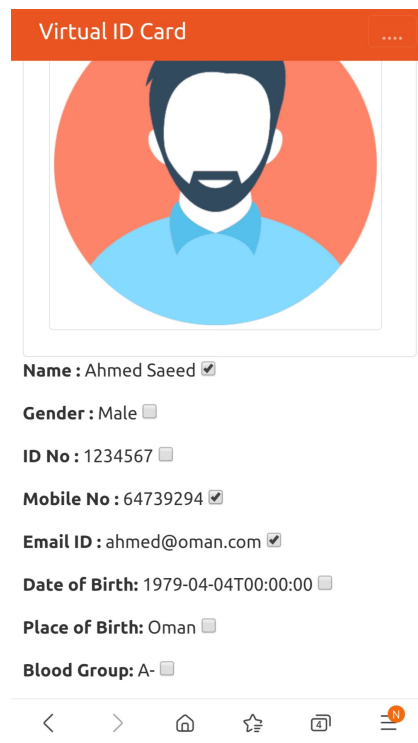 Virtual ID Card
....
Name : Ahmed Saeed
Gender : Male
ID No : 1234567
Mobile No : 64739294
Email ID : ahmed@oman.com
Date of Birth: 1979-04-04T00:00:00
Place of Birth: Oman
Blood Group: A-
4
N